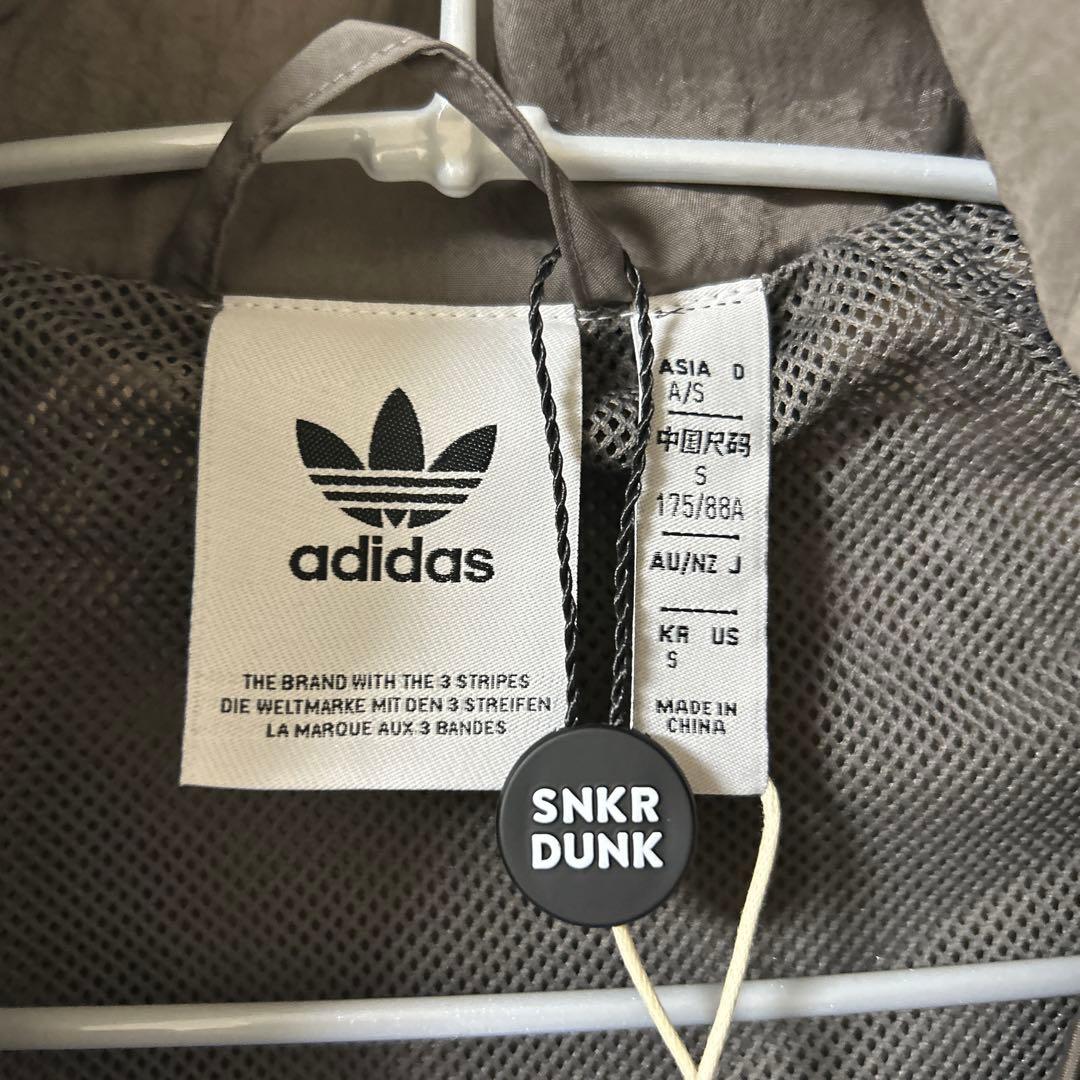 adidas
THE BRAND WITH THE 3 STRIPES
DIE WELTMARKE MIT DEN 3 STREIFEN
LA MARQUE AUX 3 BANDES
ASIA D
A/S
中国尺码
S
175/88A
AU/NZ J
KR US
S
MADE IN
CHINA
SNKR
DUNK